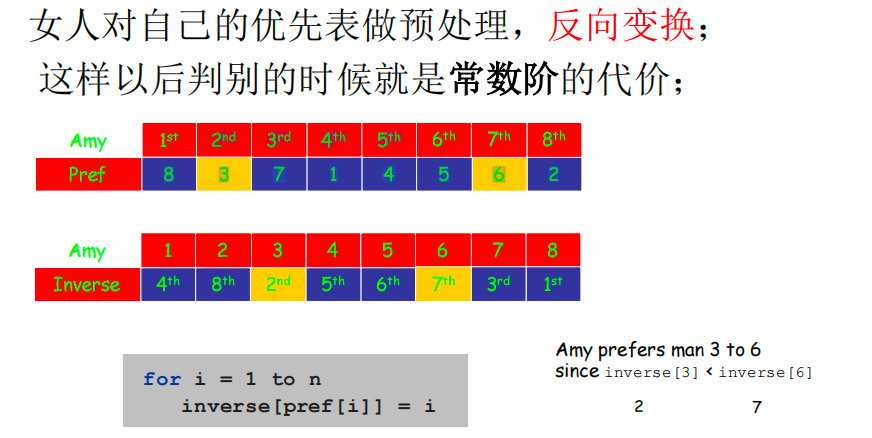 女人对自己的优先表做预处理，反向变换；
这样以后判别的时候就是常数阶的代价；
Amy 1st 2nd 3rd 4th 5th 6th 7th 8th
Pref 8 3 7 1 4 5 6 2
Amy 1 2 3 4 5 6 7 8
Inverse 4th 8th 2nd 5th 6th 7th 3rd 1st
for i = 1 to n
inverse[pref[i]] = i
Amy prefers man 3 to 6
since inverse[3] < inverse[6]
2 7